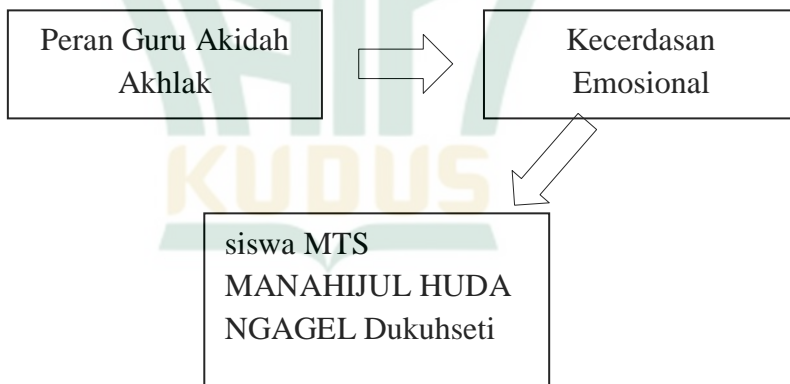 Peran Guru Akidah
Akhlak
Kecerdasan
Emosional
KUDUS
siswa MTS
MANAHIJUL HUDA
NGAGEL Dukuhseti